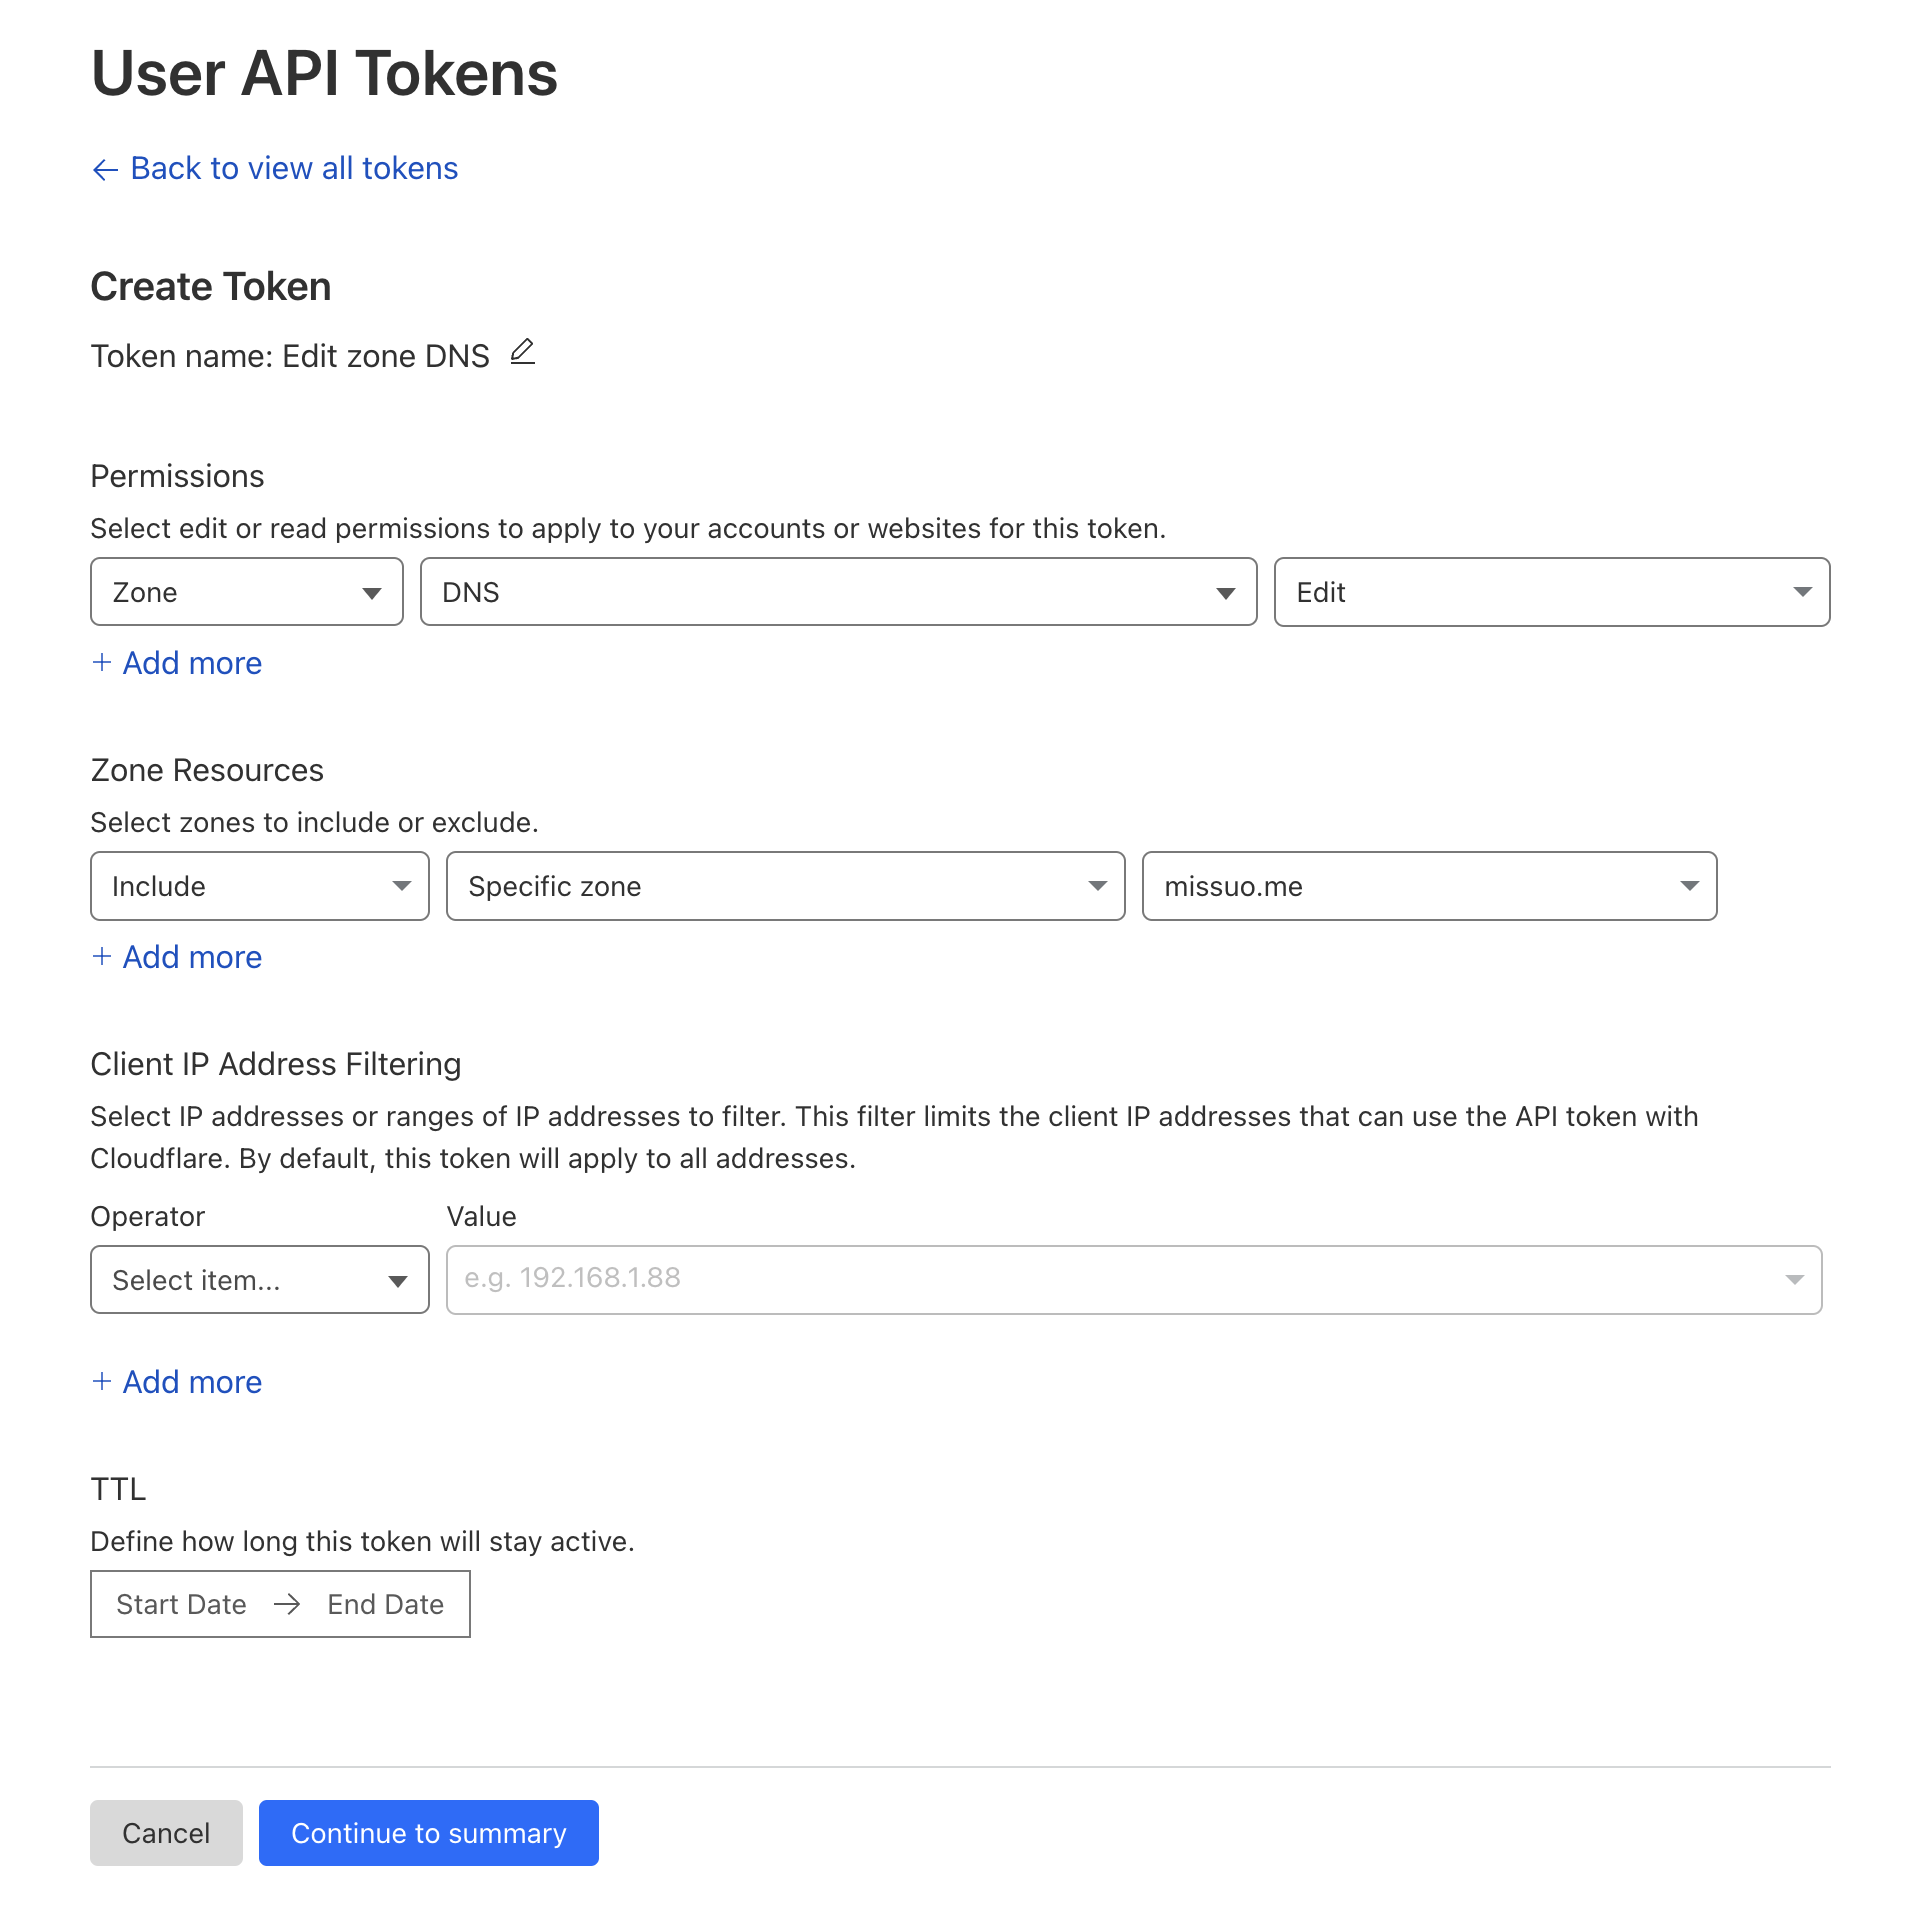 User API Tokens
← Back to view all tokens
Create Token
Token name: Edit zone DNS
Permissions
Select edit or read permissions to apply to your accounts or websites for this token.
Zone DNS Edit
+ Add more
Zone Resources
Select zones to include or exclude.
Include Specific zone missuo.me
+ Add more
Client IP Address Filtering
Select IP addresses or ranges of IP addresses to filter. This filter limits the client IP addresses that can use the API token with
Cloudflare. By default, this token will apply to all addresses.
Operator Value
Select item... e.g. 192.168.1.88
+ Add more
TTL
Define how long this token will stay active.
Start Date → End Date
Cancel Continue to summary